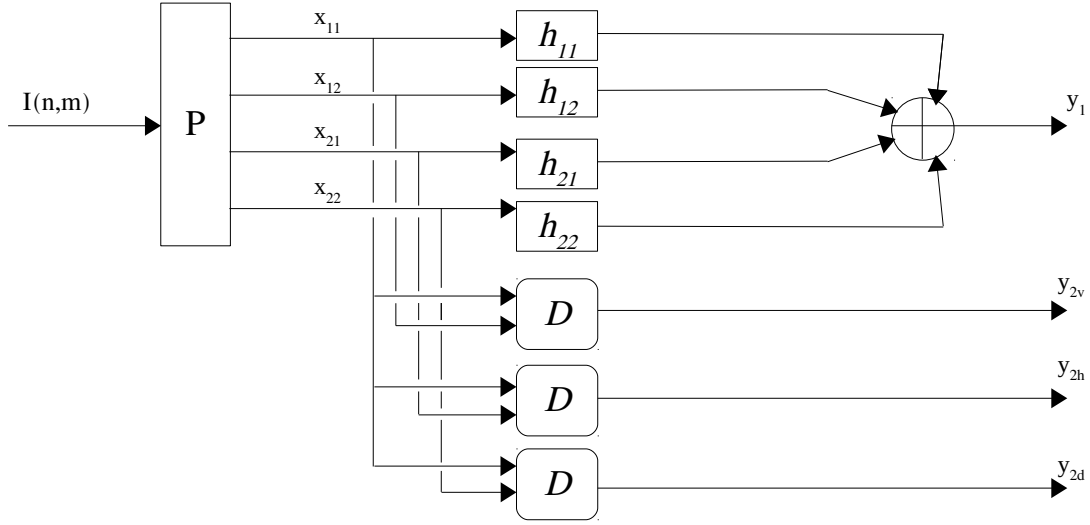 I(n,m)
P
x11
x12
x21
x22
h11
h12
h21
h22
y1
D
y2v
D
y2h
D
y2d